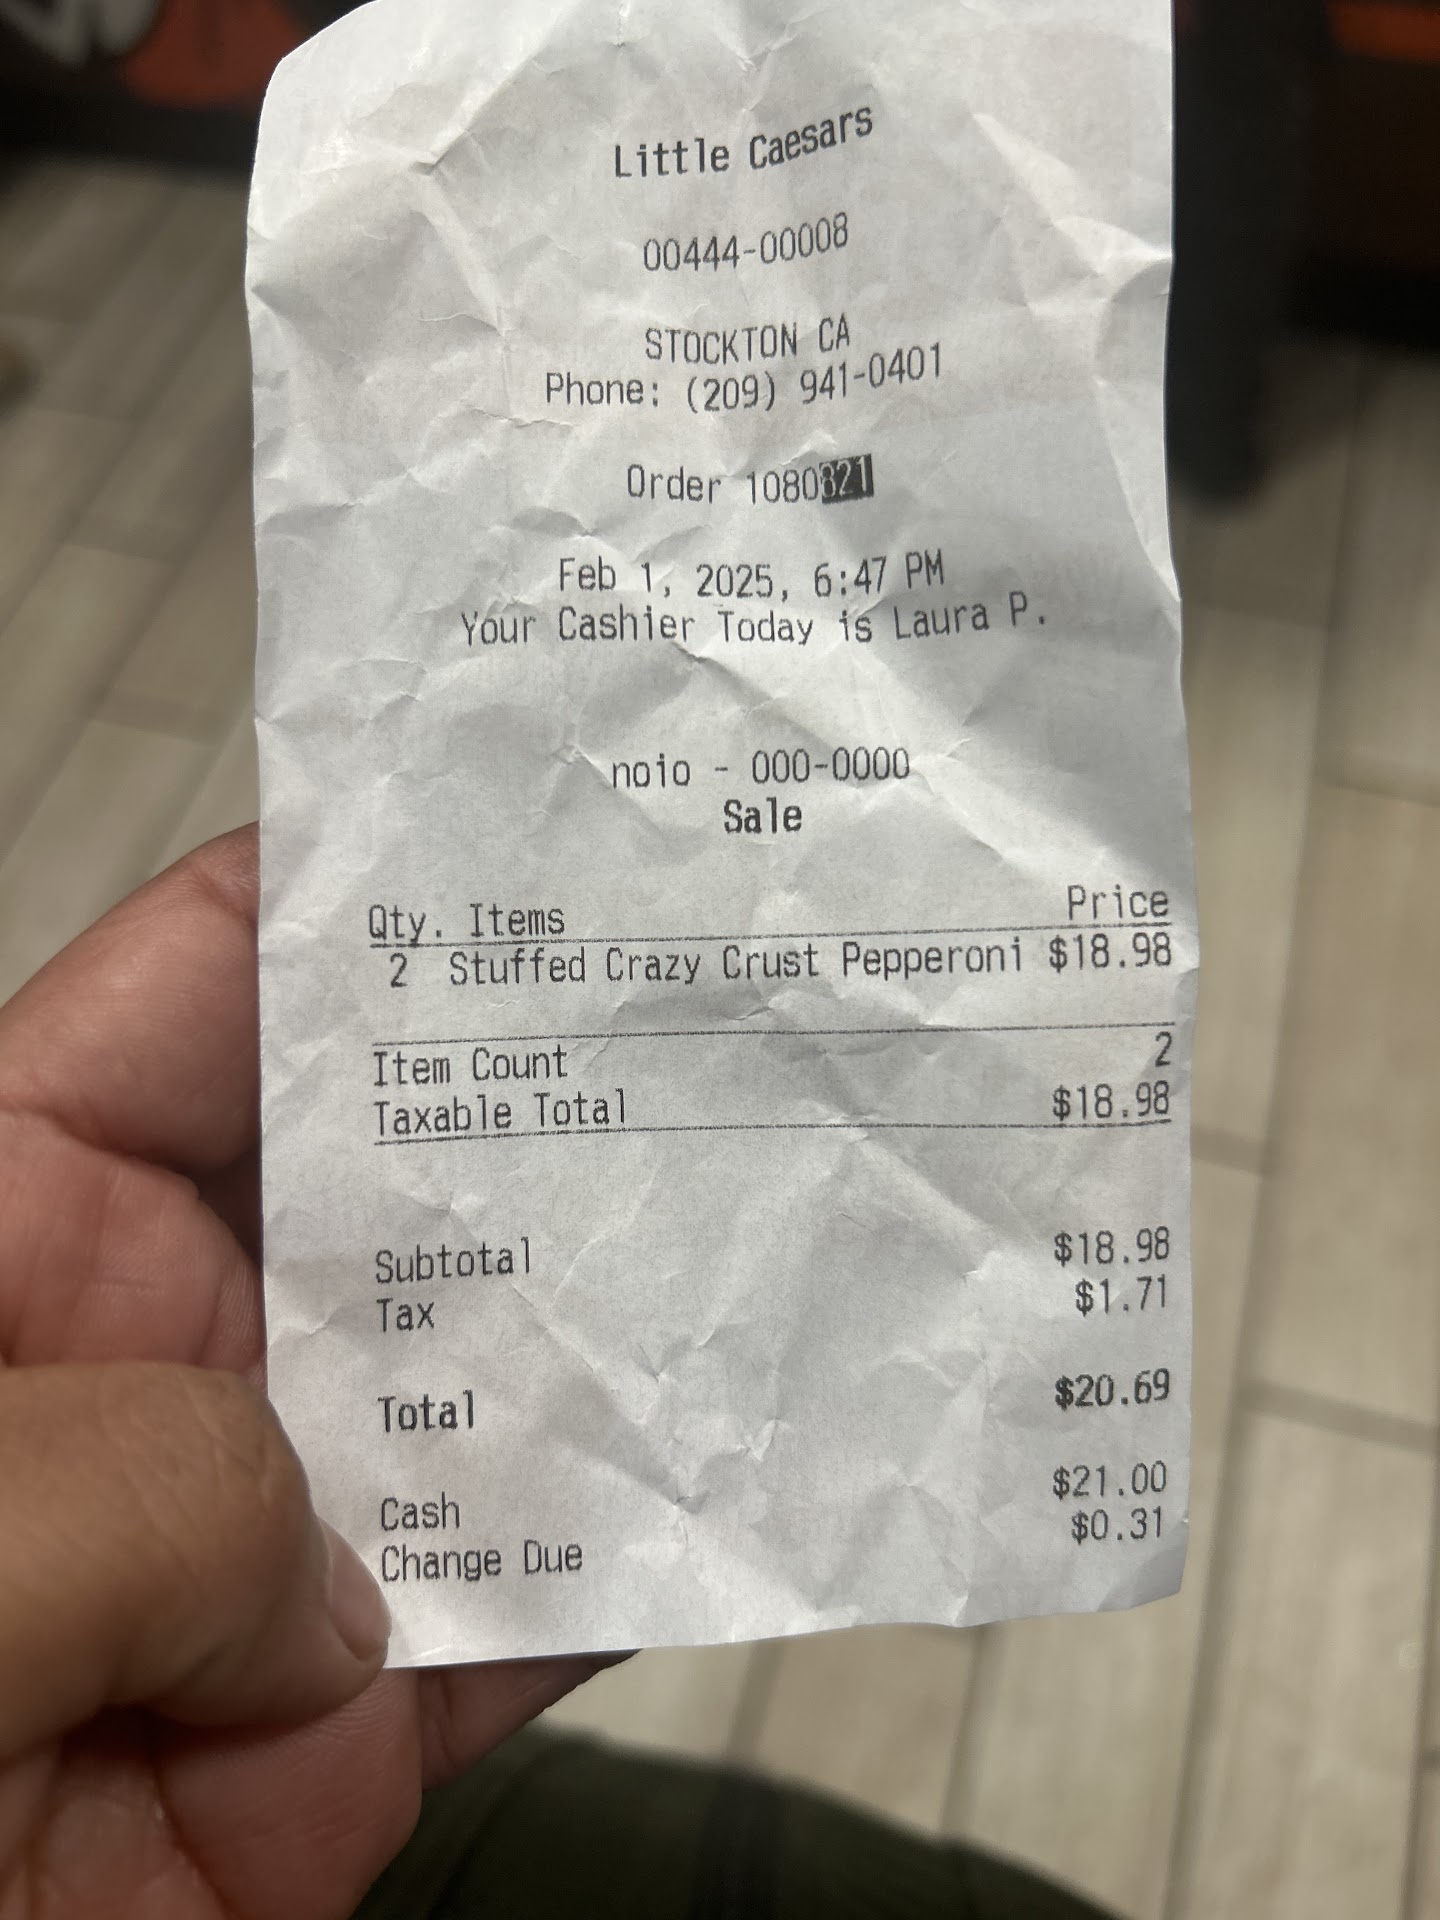 Little Caesars
00444-00008
STOCKTON CA
Phone: (209) 941-0401
Order 1080821
Feb 1, 2025, 6:47 PM
Your Cashier Today is Laura P.
noio - 000-0000
Sale
Qty. Items Price
2 Stuffed Crazy Crust Pepperoni $18.98
Item Count 2
Taxable Total $18.98
Subtotal $18.98
Tax $1.71
Total $20.69
Cash $21.00
Change Due $0.31